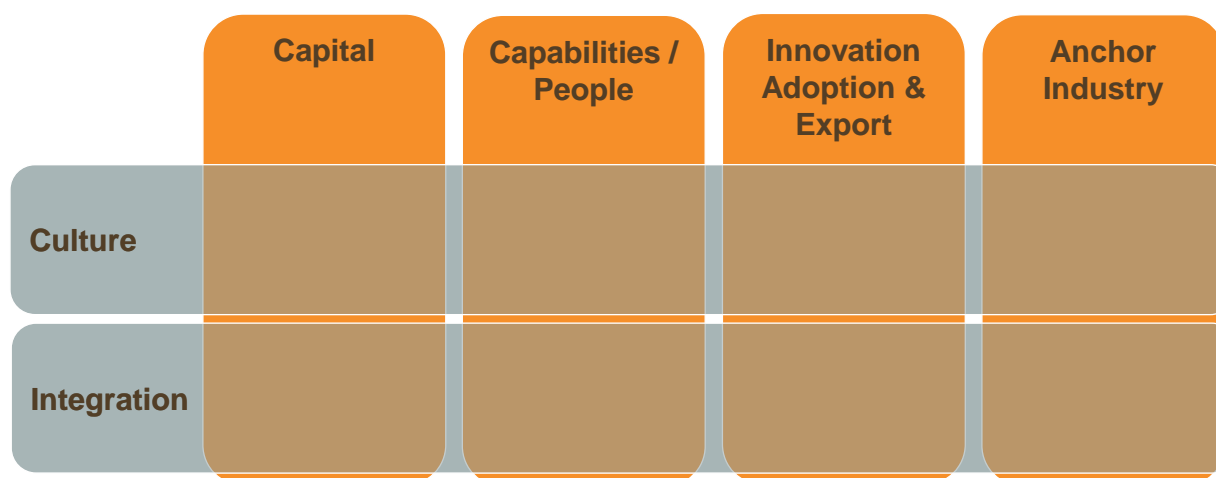 Capital
Capabilities /
People
Innovation
Adoption &
Export
Anchor
Industry
Culture
Integration